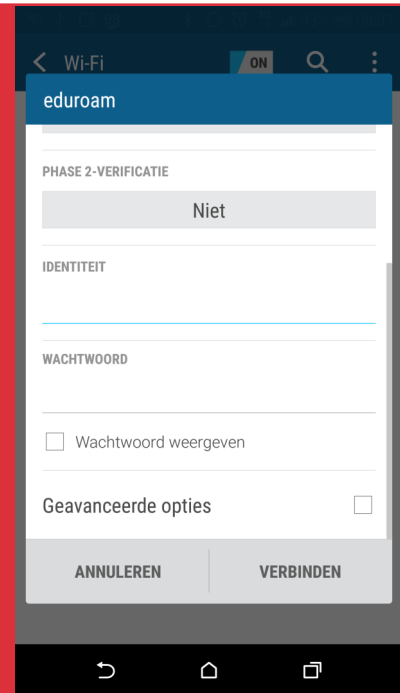 Wi-Fi
ON
eduroam
PHASE 2-VERIFICATIE
Niet
IDENTITEIT
WACHTWOORD
Wachtwoord weergeven
Geavanceerde opties
ANNULEREN
VERBINDEN